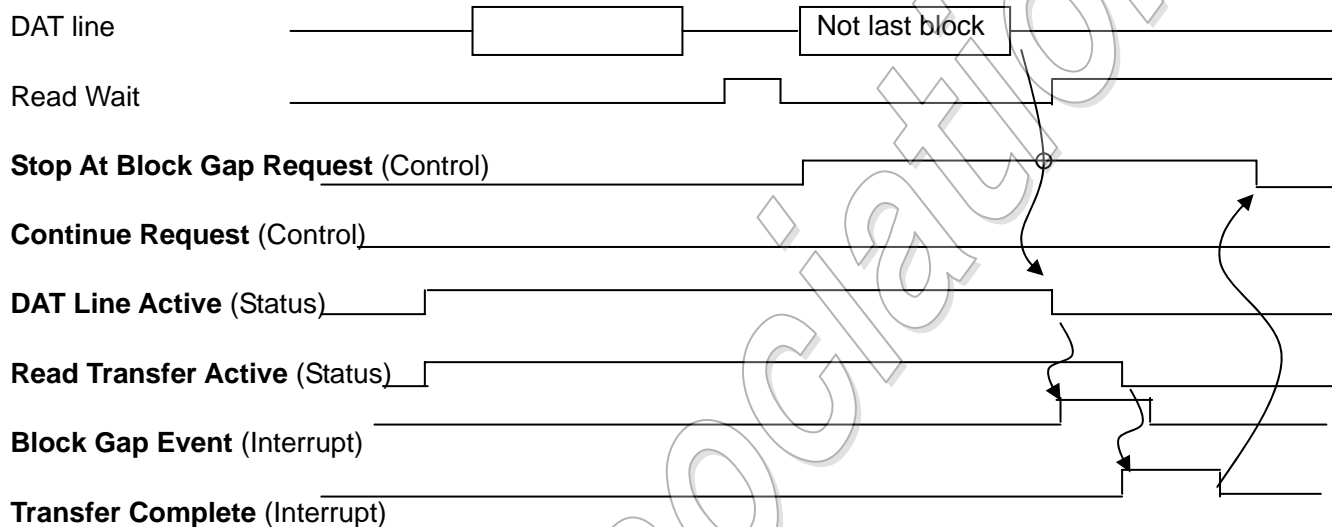 DAT line
Not last block
Read Wait
Stop At Block Gap Request (Control)
Continue Request (Control)
DAT Line Active (Status)
Read Transfer Active (Status)
Block Gap Event (Interrupt)
Transfer Complete (Interrupt)
ociation